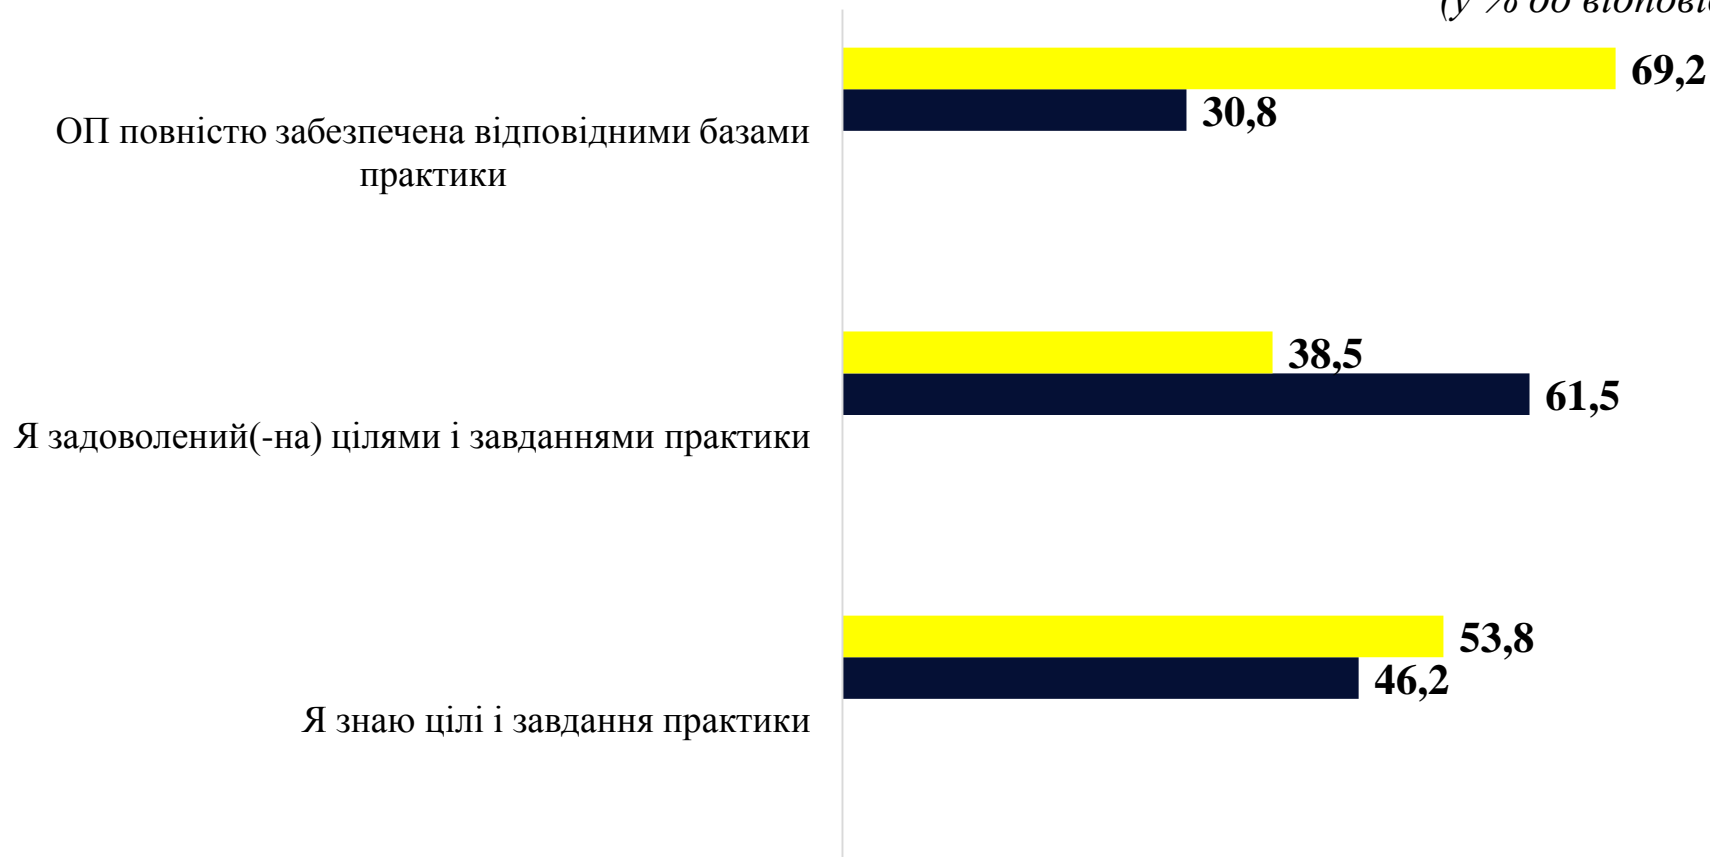 (у % до
69,2
30,8
ОП повністю забезпечена відповідними базами
практики
38,5
61,5
Я задоволений(-на) цілями і завданнями практики
53,8
46,2
Я знаю цілі і завдання практики